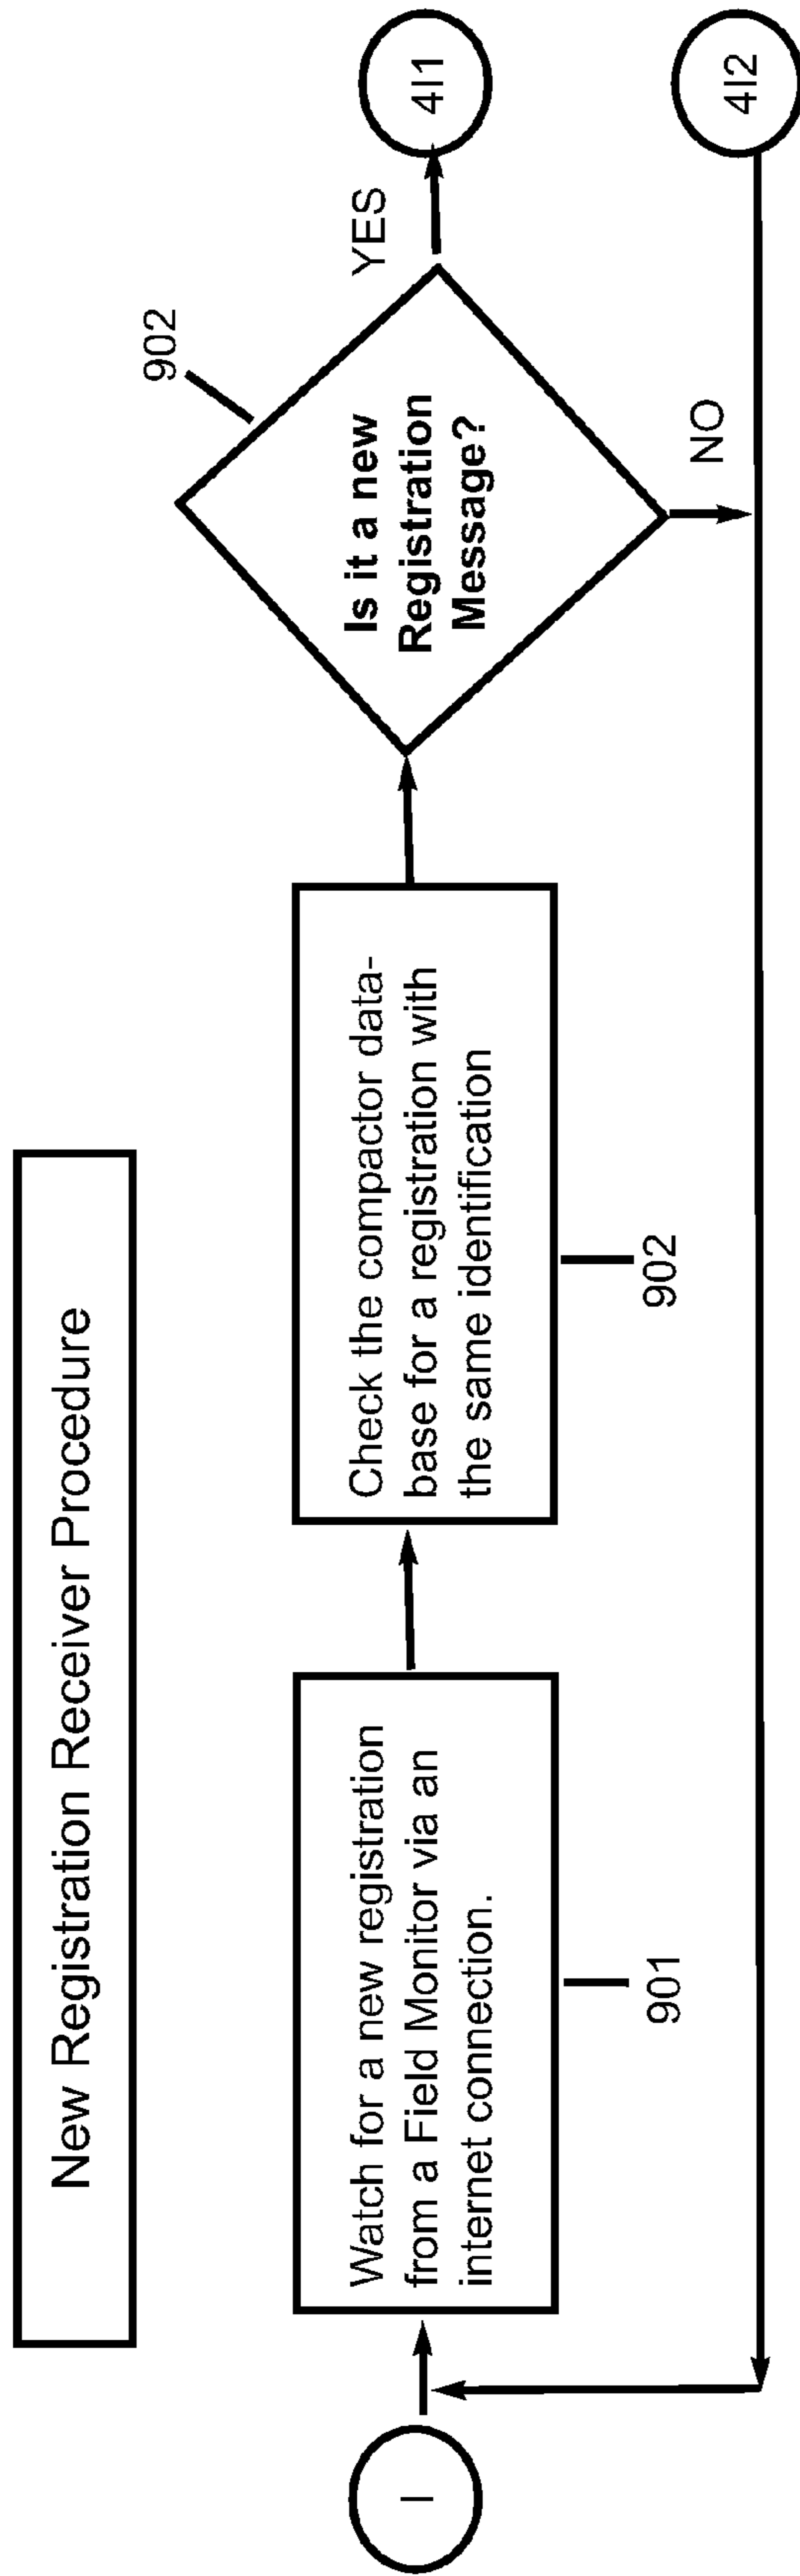 New Registration Receiver Procedure
I
Watch for a new registration
from a Field Monitor via an
internet connection.
901
Check the compactor data-
base for a registration with
the same identification
902
Is it a new
Registration
Message?
902
YES
NO
4I1
4I2